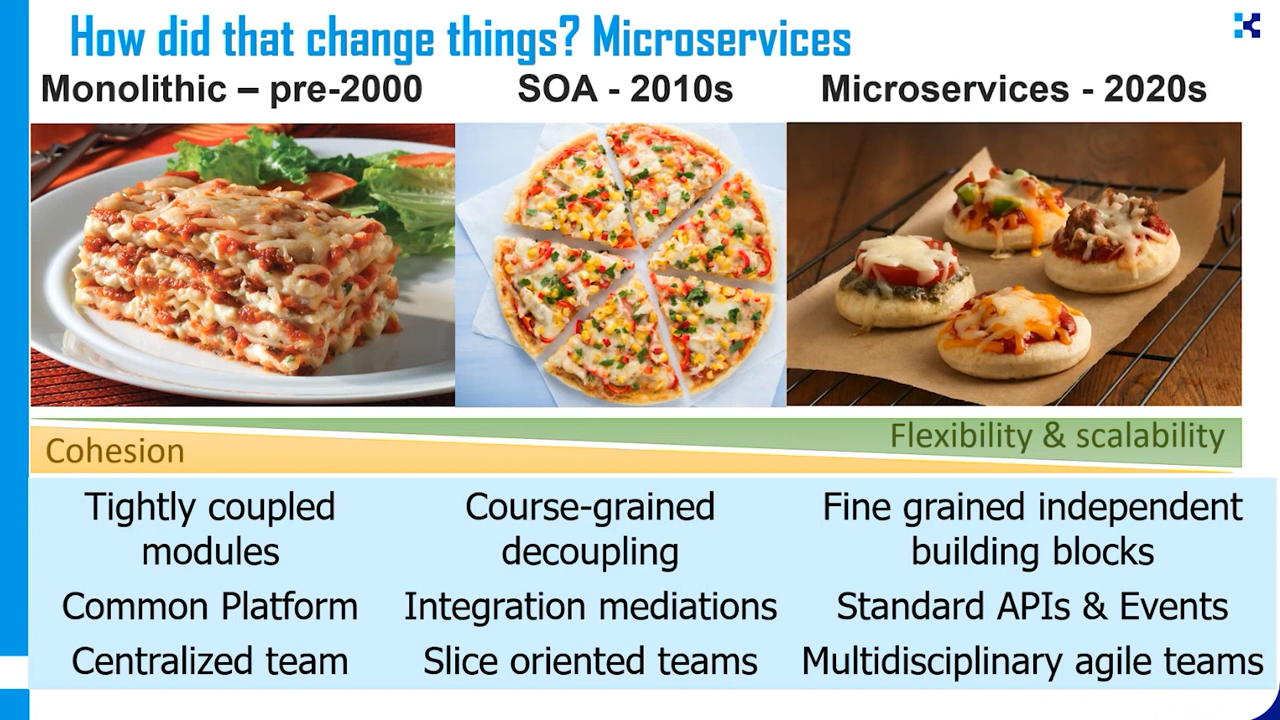 How did that change things? Microservices
Monolithic – pre-2000
SOA - 2010s
Microservices - 2020s
Cohesion
Flexibility & scalability
Tightly coupled
modules
Common Platform
Centralized team
Course-grained
decoupling
Integration mediations
Slice oriented teams
Fine grained independent
building blocks
Standard APIs & Events
Multidisciplinary agile teams